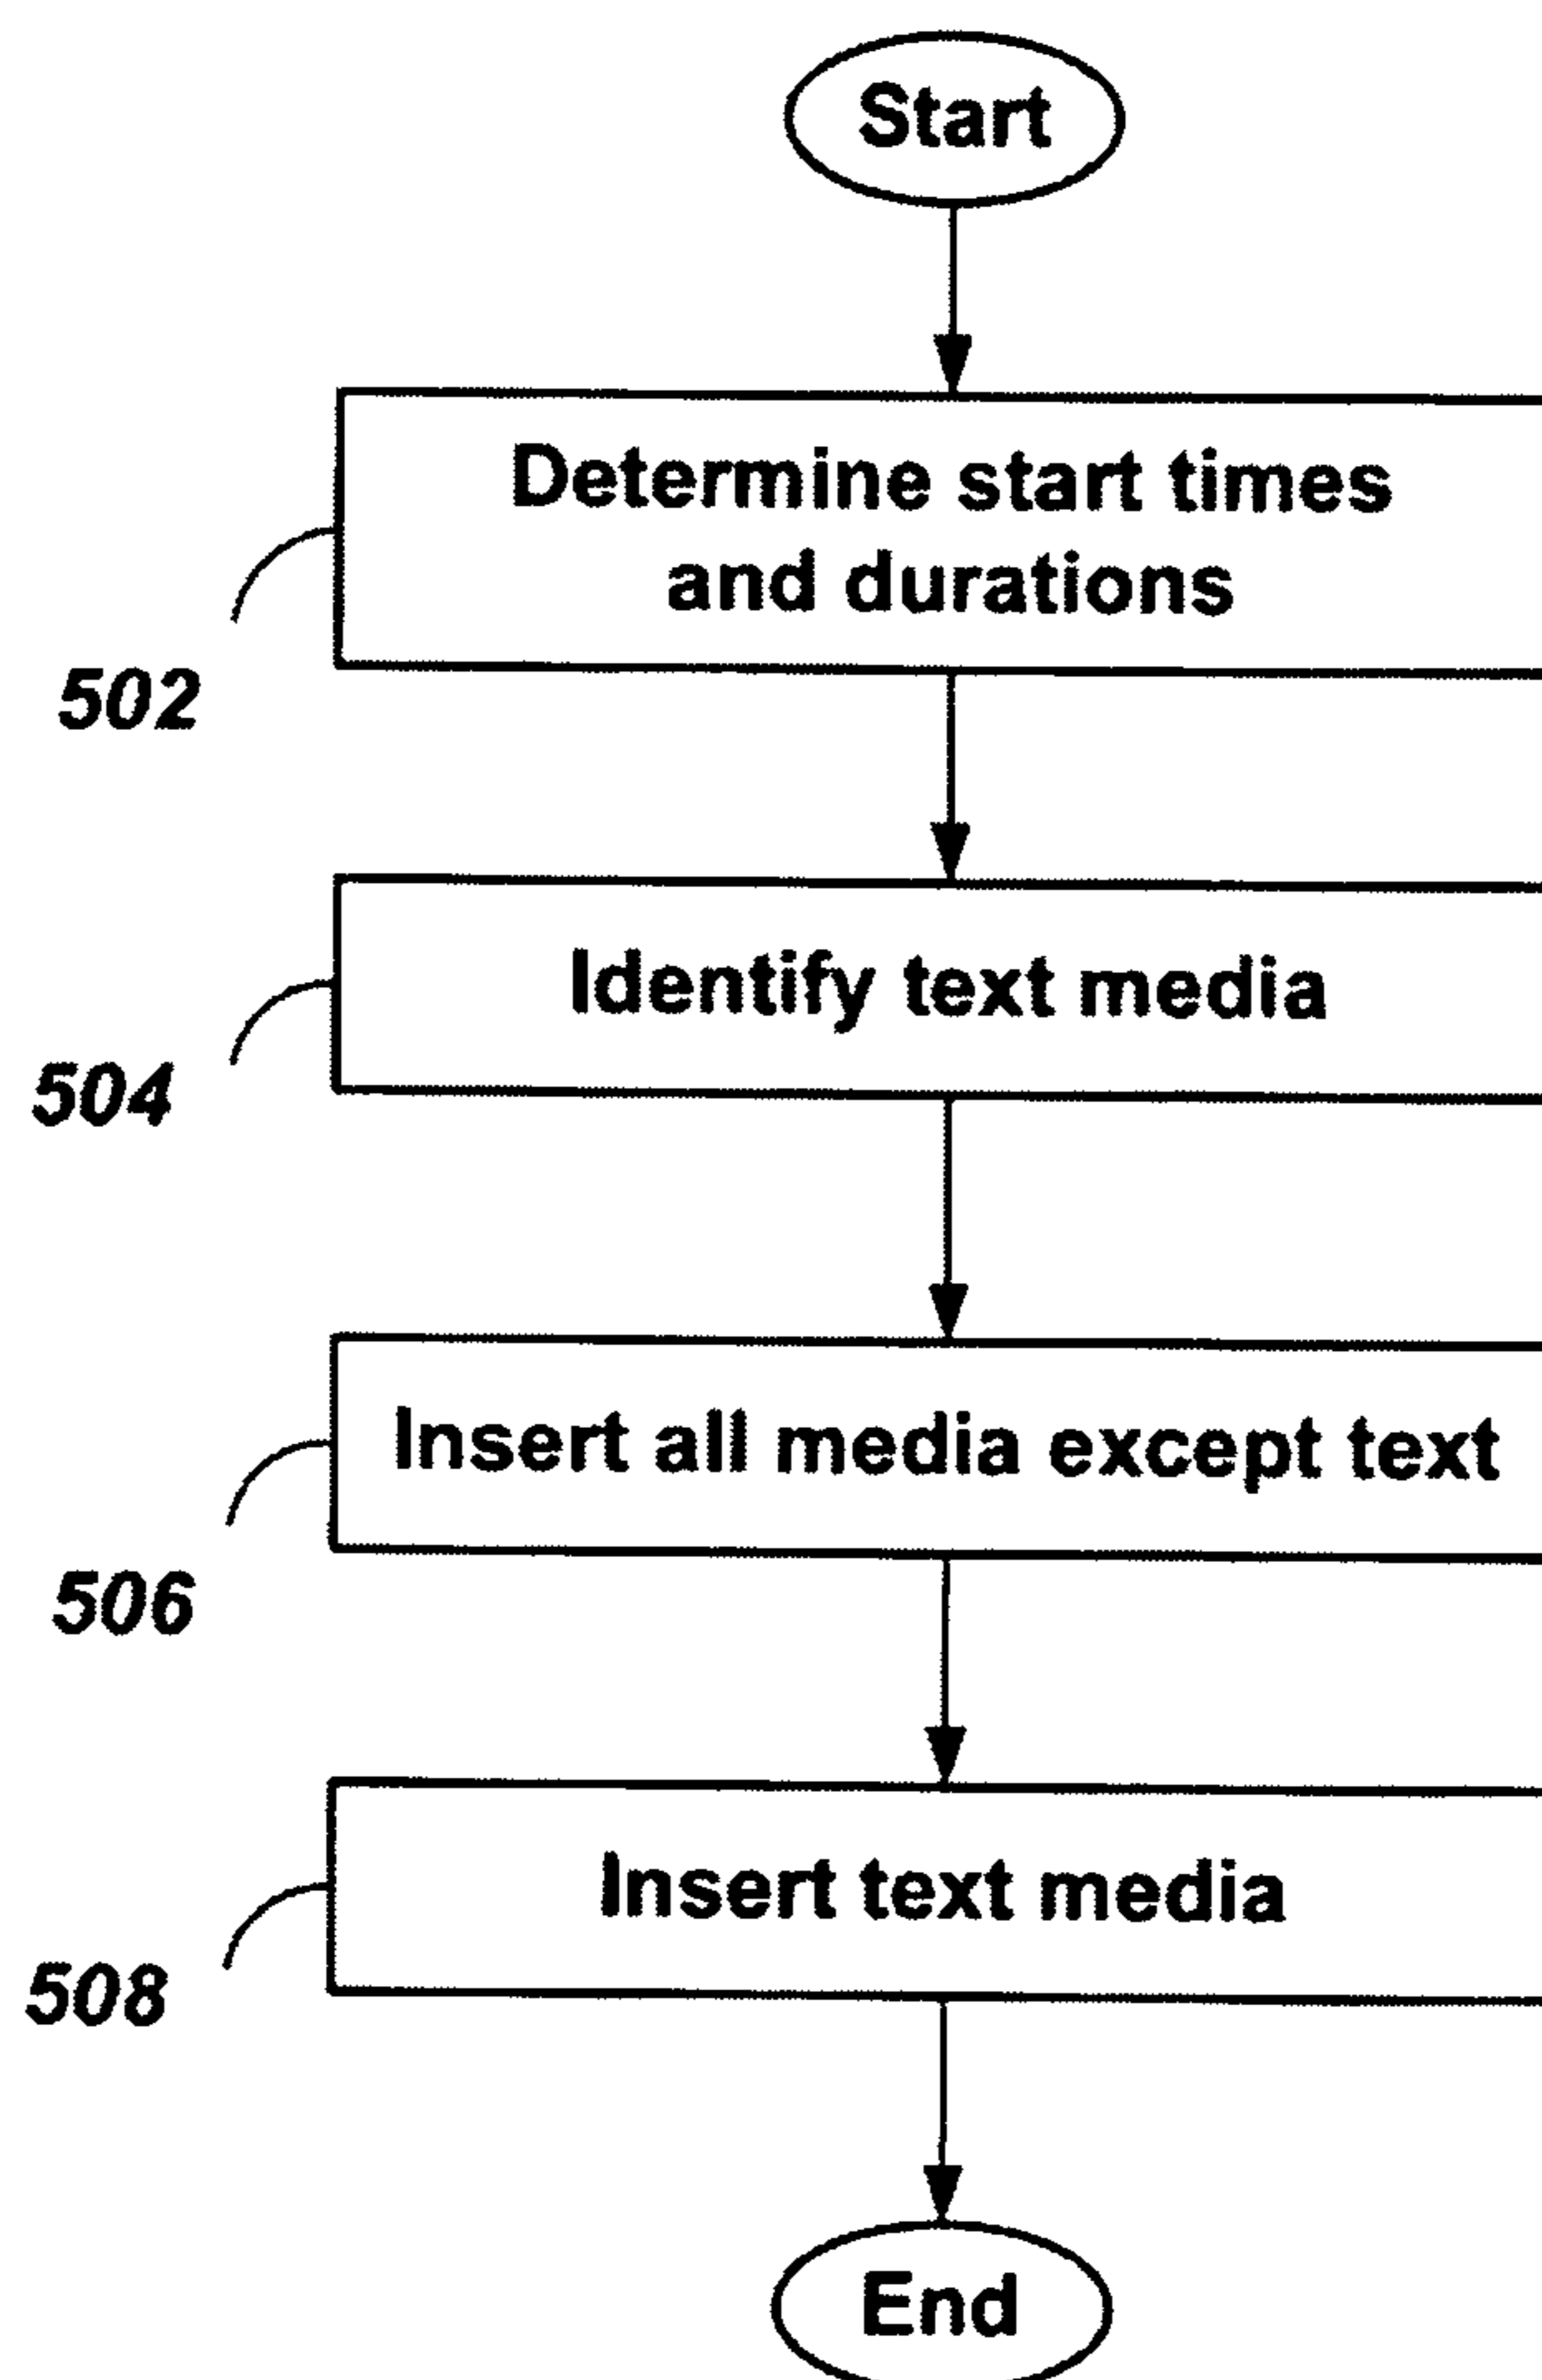 Start
Determine start times
and durations
502
Identify text media
504
Insert all media except text
506
Insert text media
508
End